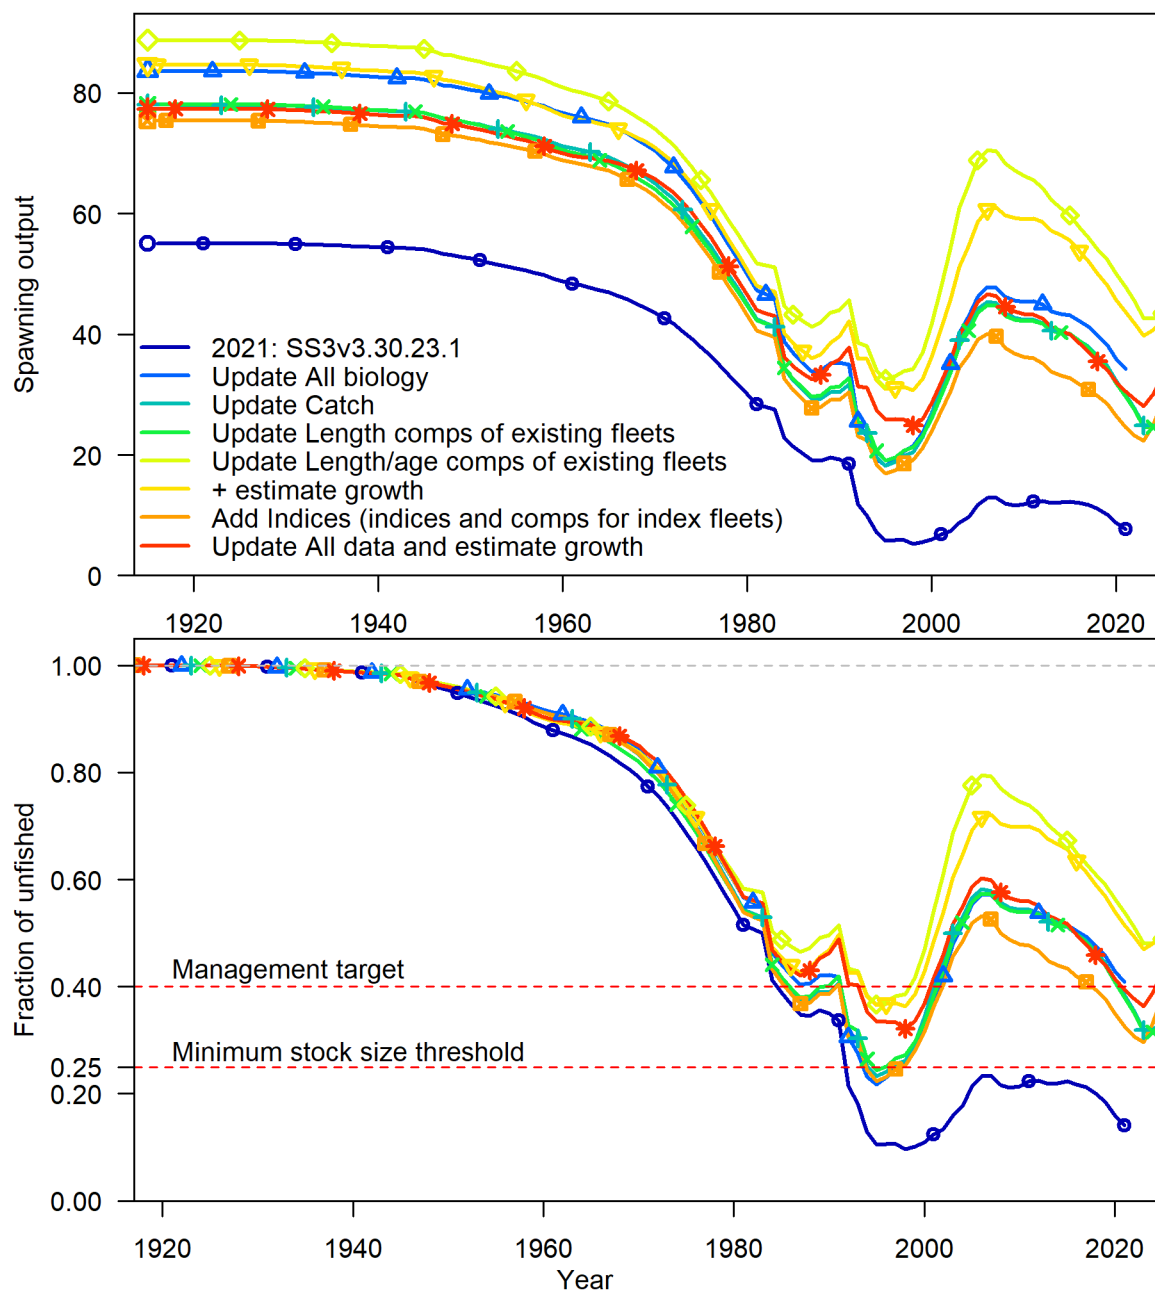 80
60
40
20
0
Spawning output
2021: SS3v3.30.23.1
Update All biology
Update Catch
Update Length comps of existing fleets
Update Length/age comps of existing fleets
+ estimate growth
Add Indices (indices and comps for index fleets)
Update All data and estimate growth
1920 1940 1960 1980 2000 2020
1.00
0.80
0.60
0.40
0.25
0.20
0.00
Fraction of unfished
Management target
Minimum stock size threshold
1920 1940 1960 1980 2000 2020
Year